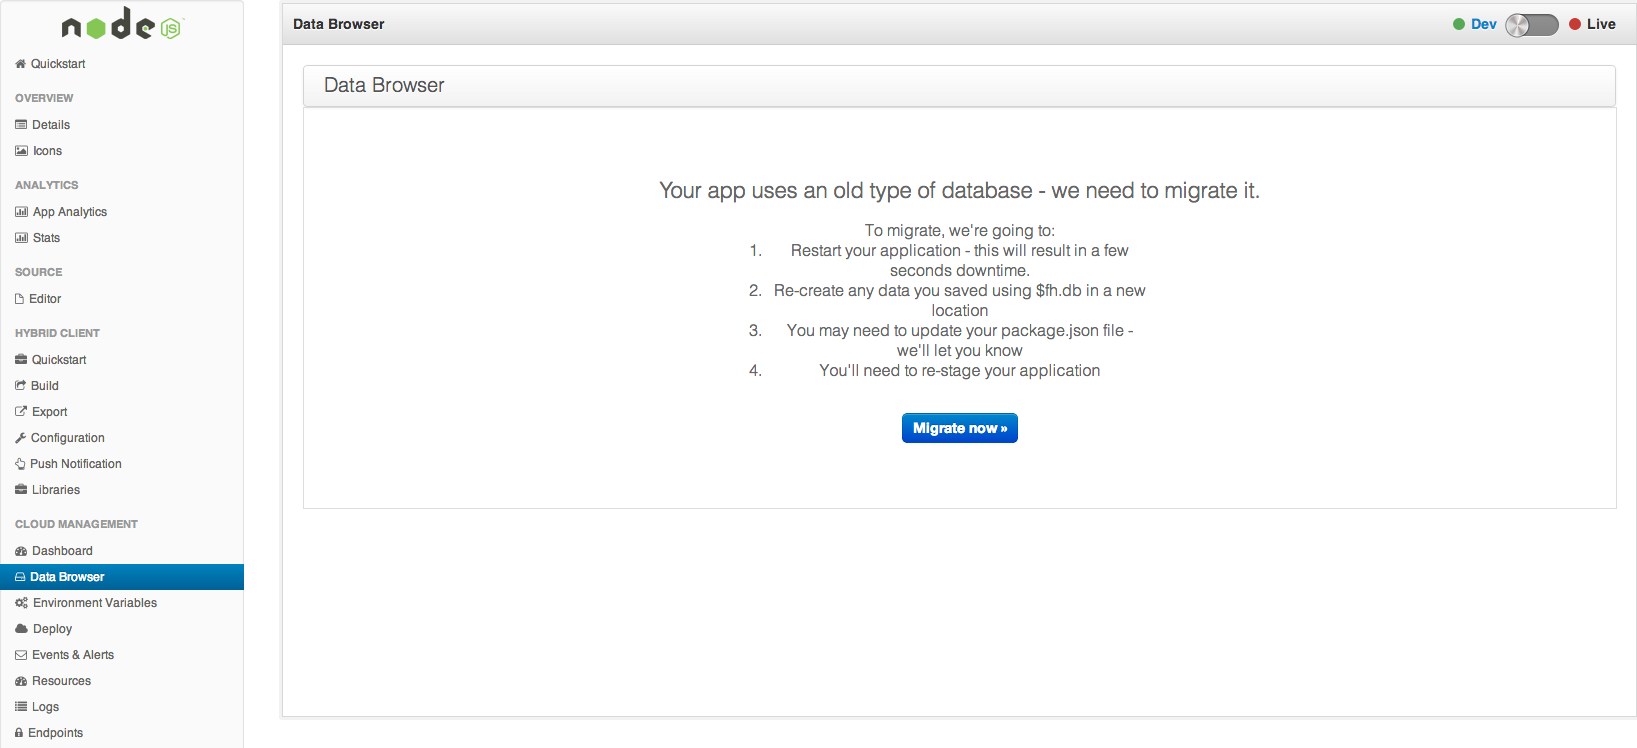 node JS
Quickstart
OVERVIEW
Details
Icons
ANALYTICS
App Analytics
Stats
SOURCE
Editor
HYBRID CLIENT
Quickstart
Build
Export
Configuration
Push Notification
Libraries
CLOUD MANAGEMENT
Dashboard
Data Browser
Environment Variables
Deploy
Events & Alerts
Resources
Logs
Endpoints
Data Browser
Dev Live
Data Browser
Your app uses an old type of database - we need to migrate it.
To migrate, we're going to:
1. Restart your application - this will result in a few
seconds downtime.
2. Re-create any data you saved using $fh.db in a new
location
3. You may need to update your package.json file -
we'll let you know
4. You'll need to re-stage your application
Migrate now »